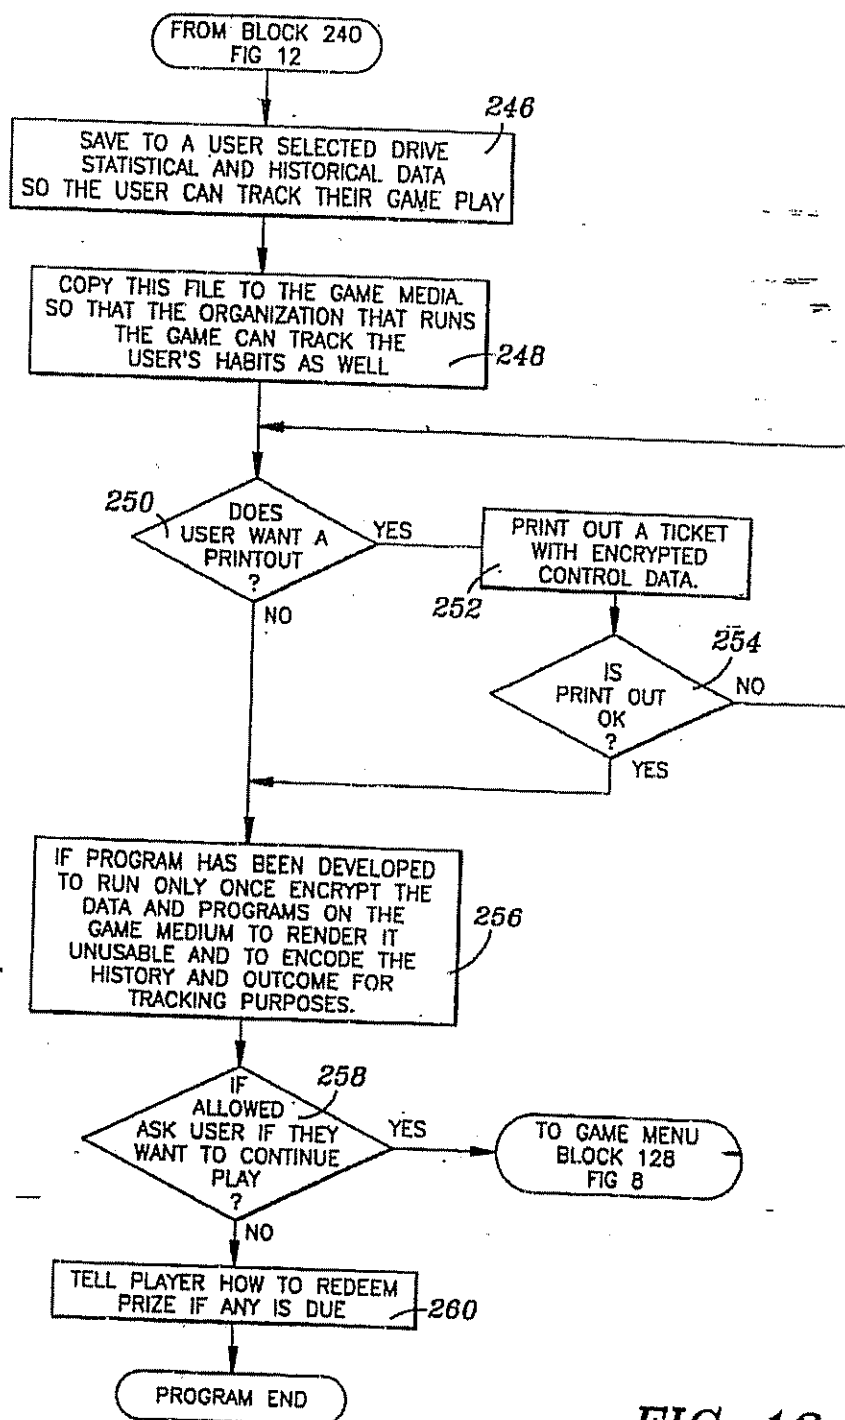 FROM BLOCK 240
FIG 12
246
SAVE TO A USER SELECTED DRIVE
STATISTICAL AND HISTORICAL DATA
SO THE USER CAN TRACK THEIR GAME PLAY
COPY THIS FILE TO THE GAME MEDIA.
SO THAT THE ORGANIZATION THAT RUNS
THE GAME CAN TRACK THE
USER'S HABITS AS WELL
248
250
DOES
USER WANT A
PRINTOUT
?
YES
NO
PRINT OUT A TICKET
WITH ENCRYPTED
CONTROL DATA.
252
254
IS
PRINT OUT
OK
?
NO
YES
IF PROGRAM HAS BEEN DEVELOPED
TO RUN ONLY ONCE ENCRYPT THE
DATA AND PROGRAMS ON THE
GAME MEDIUM TO RENDER IT
UNUSABLE AND TO ENCODE THE
HISTORY AND OUTCOME FOR
TRACKING PURPOSES.
256
258
IF
ALLOWED
ASK USER IF THEY
WANT TO CONTINUE
PLAY
?
YES
NO
TO GAME MENU
BLOCK 128
FIG 8
TELL PLAYER HOW TO REDEEM
PRIZE IF ANY IS DUE
260
PROGRAM END
FIG